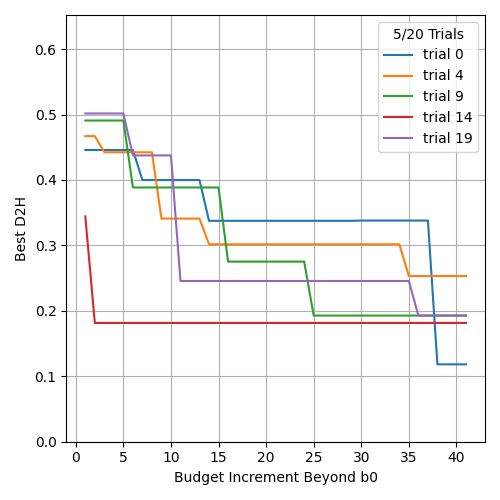 5/20 Trials
trial 0
trial 4
trial 9
trial 14
trial 19
Best D2H
0.6
0.5
0.4
0.3
0.2
0.1
0.0
0 5 10 15 20 25 30 35 40
Budget Increment Beyond b0